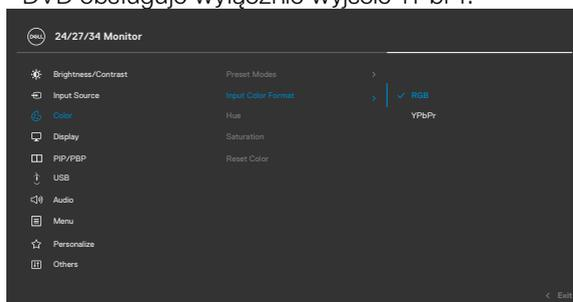 DVD obsługuje wyłącznie wyjście YPbPr.
DELL 24/27/34 Monitor
Brightness/Contrast Preset Modes >
Input Source Input Color Format > ✓ RGB
Color Hue YPbPr
Display Saturation
PIP/PBP Reset Color
USB
Audio
Menu
Personalize
Others
< Exit